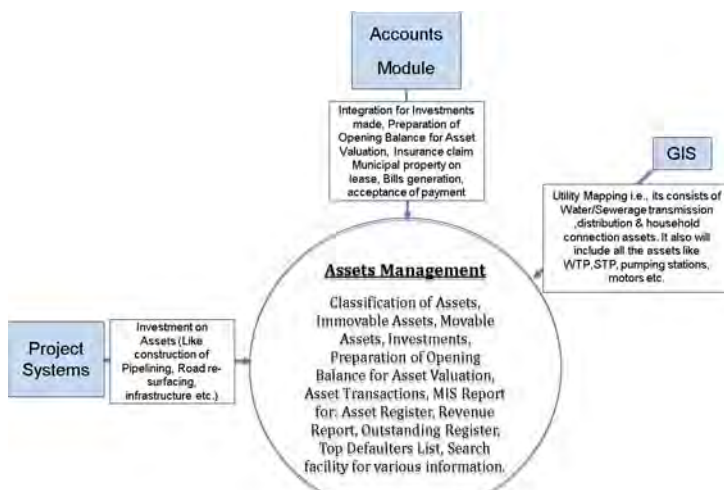 Accounts
Module
Integration for Investments
made, Preparation of
Opening Balance for Asset
Valuation, Insurance claim
Municipal property on
lease, Bills generation,
acceptance of payment
GIS
Utility Mapping i.e., its consists of
Water/Sewerage transmission
,distribution & household
connection assets. It also will
include all the assets like
WTP,STP, pumping stations,
motors etc.
Project
Systems
Investment on
Assets (Like
construction of
Pipelining, Road re-
surfacing,
infrastructure etc.)
Assets Management
Classification of Assets,
Immovable Assets, Movable
Assets, Investments,
Preparation of Opening
Balance for Asset Valuation,
Asset Transactions, MIS Report
for: Asset Register, Revenue
Report, Outstanding Register,
Top Defaulters List, Search
facility for various information.